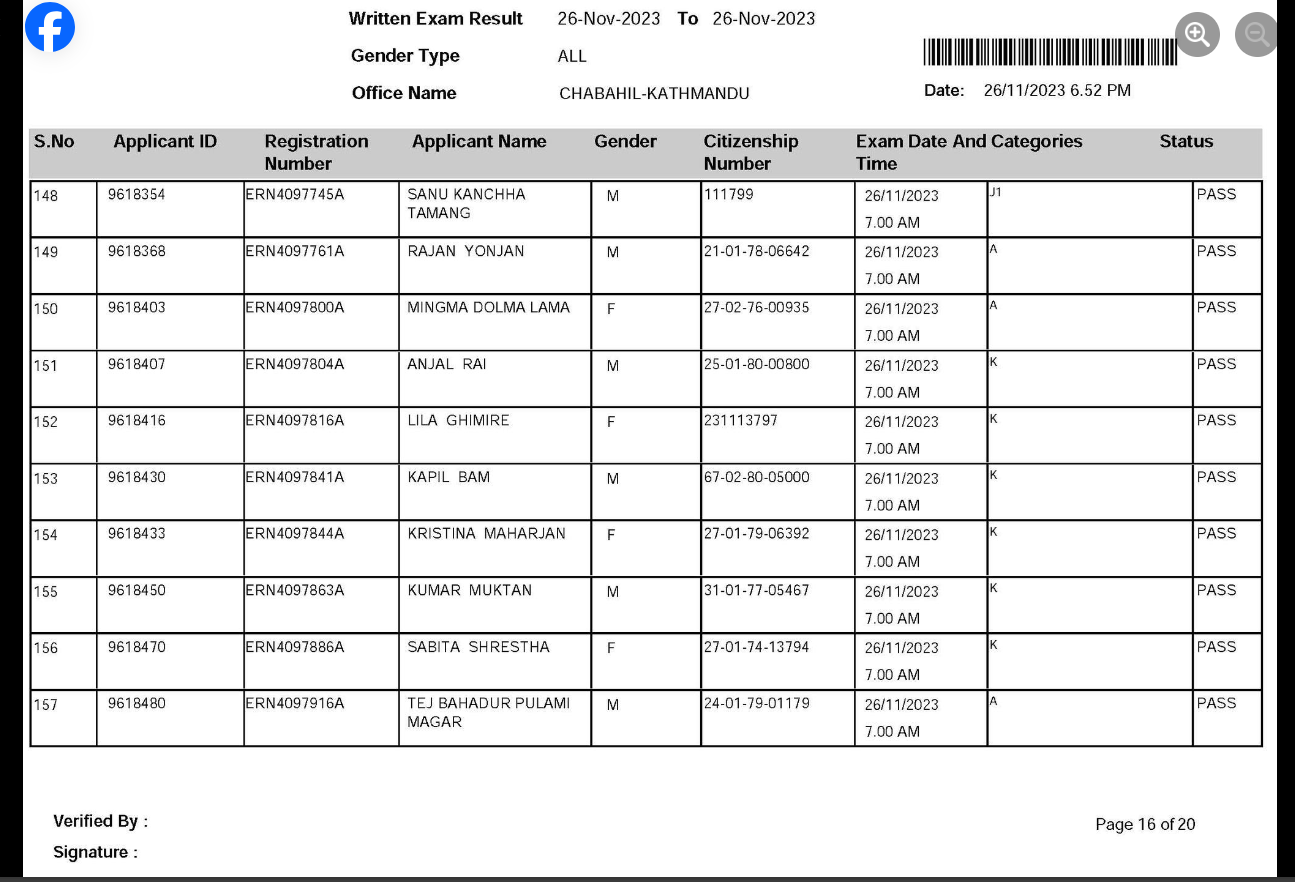 Written Exam Result 26-Nov-2023 To 26-Nov-2023
Gender Type ALL
Office Name CHABAHIL-KATHMANDU
Date: 26/11/2023 6.52 PM
S.No Applicant ID Registration Number Applicant Name Gender Citizenship Number Exam Date And Time Categories Status
148 9618354 ERN4097745A SANU KANCHHA TAMANG M 111799 26/11/2023 7.00 AM J1 PASS
149 9618368 ERN4097761A RAJAN YONJAN M 21-01-78-06642 26/11/2023 7.00 AM A PASS
150 9618403 ERN4097800A MINGMA DOLMA LAMA F 27-02-76-00935 26/11/2023 7.00 AM A PASS
151 9618407 ERN4097804A ANJAL RAI M 25-01-80-00800 26/11/2023 7.00 AM K PASS
152 9618416 ERN4097816A LILA GHIMIRE F 231113797 26/11/2023 7.00 AM K PASS
153 9618430 ERN4097841A KAPIL BAM M 67-02-80-05000 26/11/2023 7.00 AM K PASS
154 9618433 ERN4097844A KRISTINA MAHARJAN F 27-01-79-06392 26/11/2023 7.00 AM K PASS
155 9618450 ERN4097863A KUMAR MUKTAN M 31-01-77-05467 26/11/2023 7.00 AM K PASS
156 9618470 ERN4097886A SABITA SHRESTHA F 27-01-74-13794 26/11/2023 7.00 AM K PASS
157 9618480 ERN4097916A TEJ BAHADUR PULAMI MAGAR M 24-01-79-01179 26/11/2023 7.00 AM A PASS
Verified By :
Page 16 of 20
Signature :